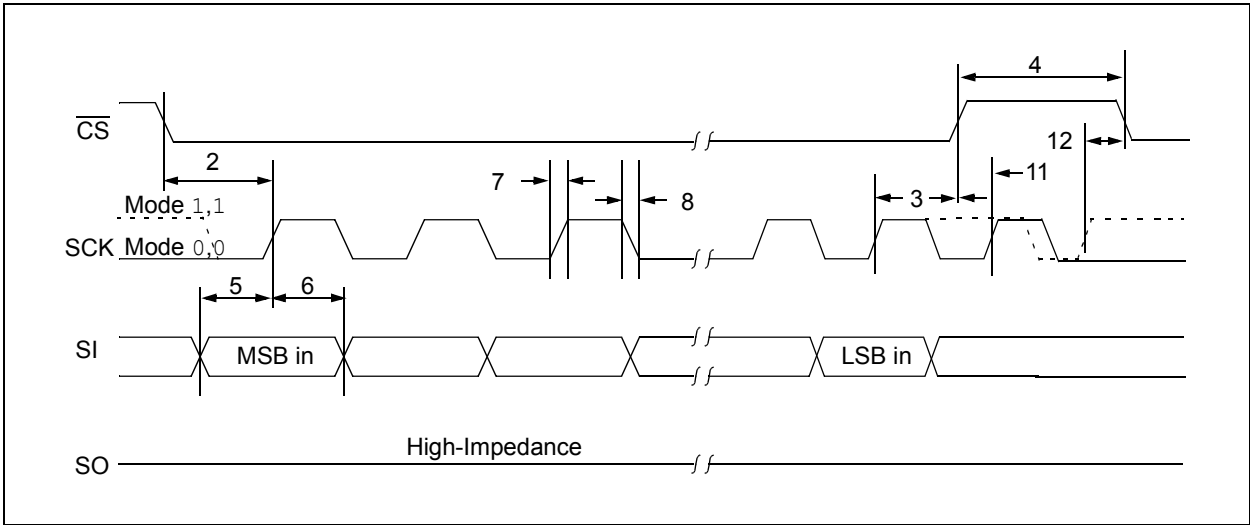 4
CS
12
2
11
7
8
3
Mode 1,1
SCK Mode 0,0
5
6
SI
MSB in
LSB in
High-Impedance
SO